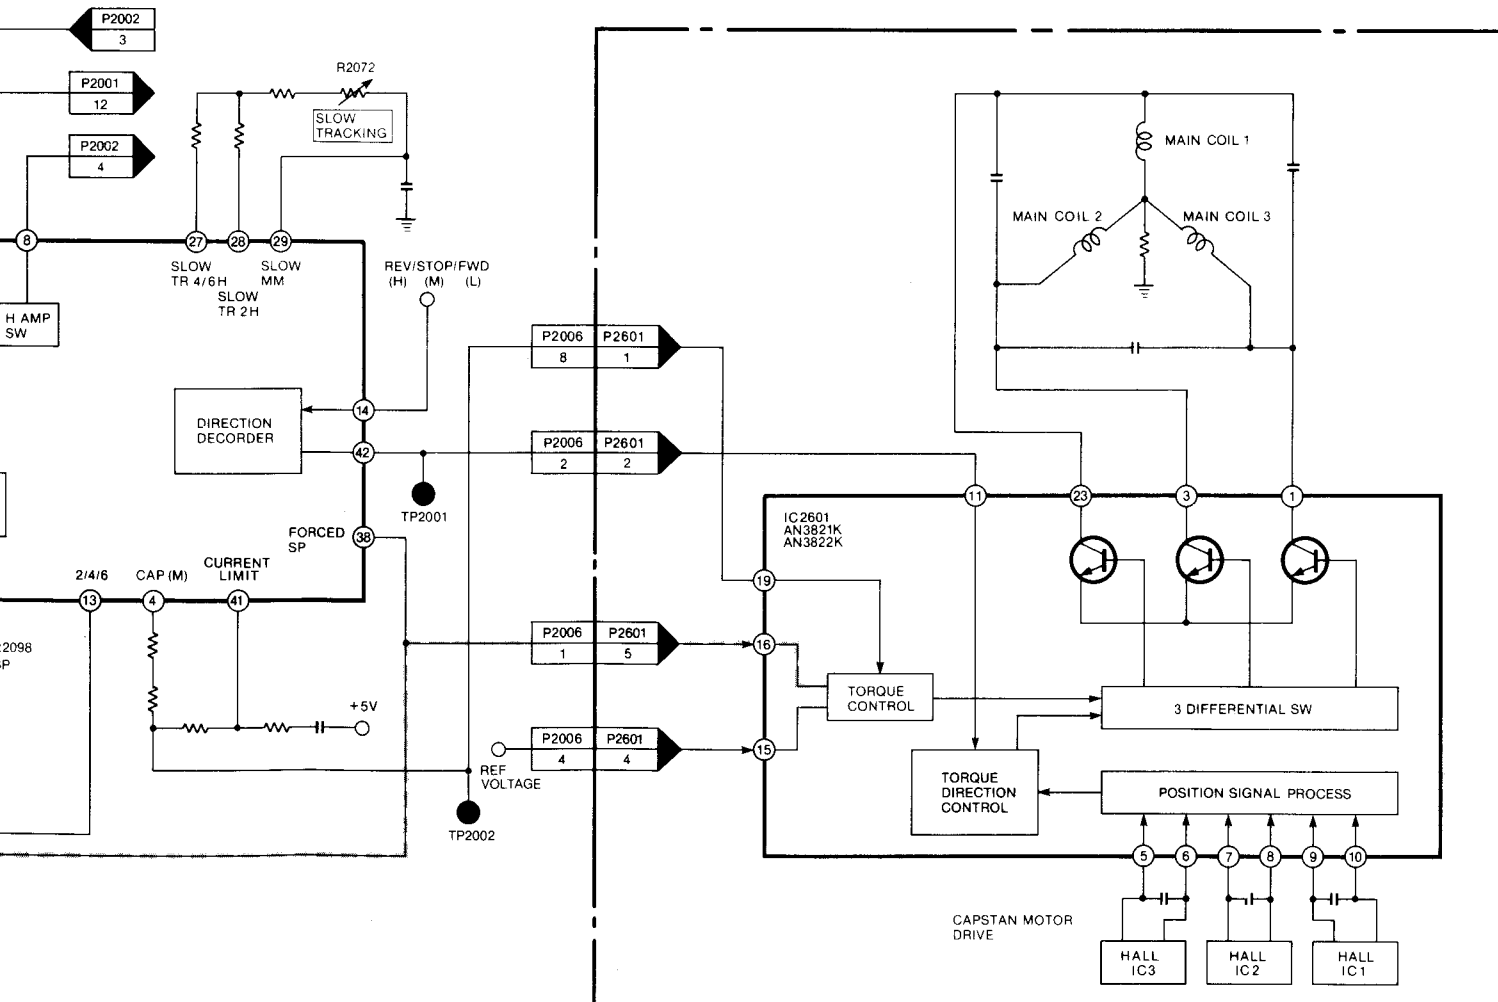 P2002
3
P2001
12
P2002
4
R2072
SLOW
TRACKING
8
27
28
29
SLOW
TR 4/6H
SLOW
TR 2H
SLOW
MM
H AMP
SW
REV/STOP/FWD
(H) (M) (L)
DIRECTION
DECORDER
14
42
TP2001
FORCED
SP
38
CURRENT
LIMIT
2/4/6
CAP (M)
13
4
41
2098
+5V
REF
VOLTAGE
TP2002
P2006 P2601
8 1
P2006 P2601
2 2
P2006 P2601
1 5
P2006 P2601
4 4
MAIN COIL 1
MAIN COIL 2
MAIN COIL 3
11
23
3
1
IC2601
AN3821K
AN3822K
19
16
15
TORQUE
CONTROL
3 DIFFERENTIAL SW
TORQUE
DIRECTION
CONTROL
POSITION SIGNAL PROCESS
5
6
7
8
9
10
CAPSTAN MOTOR
DRIVE
HALL
IC3
HALL
IC2
HALL
IC1